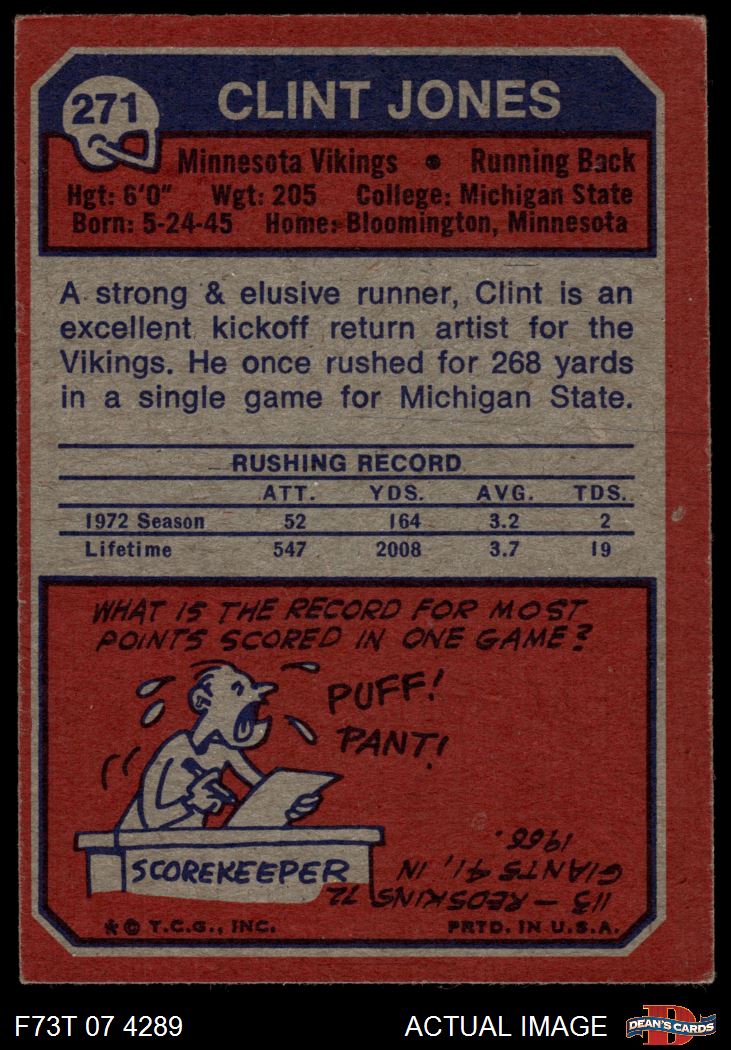 271
CLINT JONES
Minnesota Vikings • Running Back
Hgt: 6'0" Wgt: 205 College: Michigan State
Born: 5-24-45 Home: Bloomington, Minnesota
A strong & elusive runner, Clint is an
excellent kickoff return artist for the
Vikings. He once rushed for 268 yards
in a single game for Michigan State.
RUSHING RECORD
ATT. YDS. AVG. TDS.
1972 Season 52 164 3.2 2
Lifetime 547 2008 3.7 19
WHAT IS THE RECORD FOR MOST
POINTS SCORED IN ONE GAME?
PUFF!
PANT!
SCOREKEEPER
113 — REDSKINS 72
GIANTS 41, IN
1966.
* © T.C.G., INC. PRTD. IN U.S.A.
F73T 07 4289 ACTUAL IMAGE DEAN'S CARDS